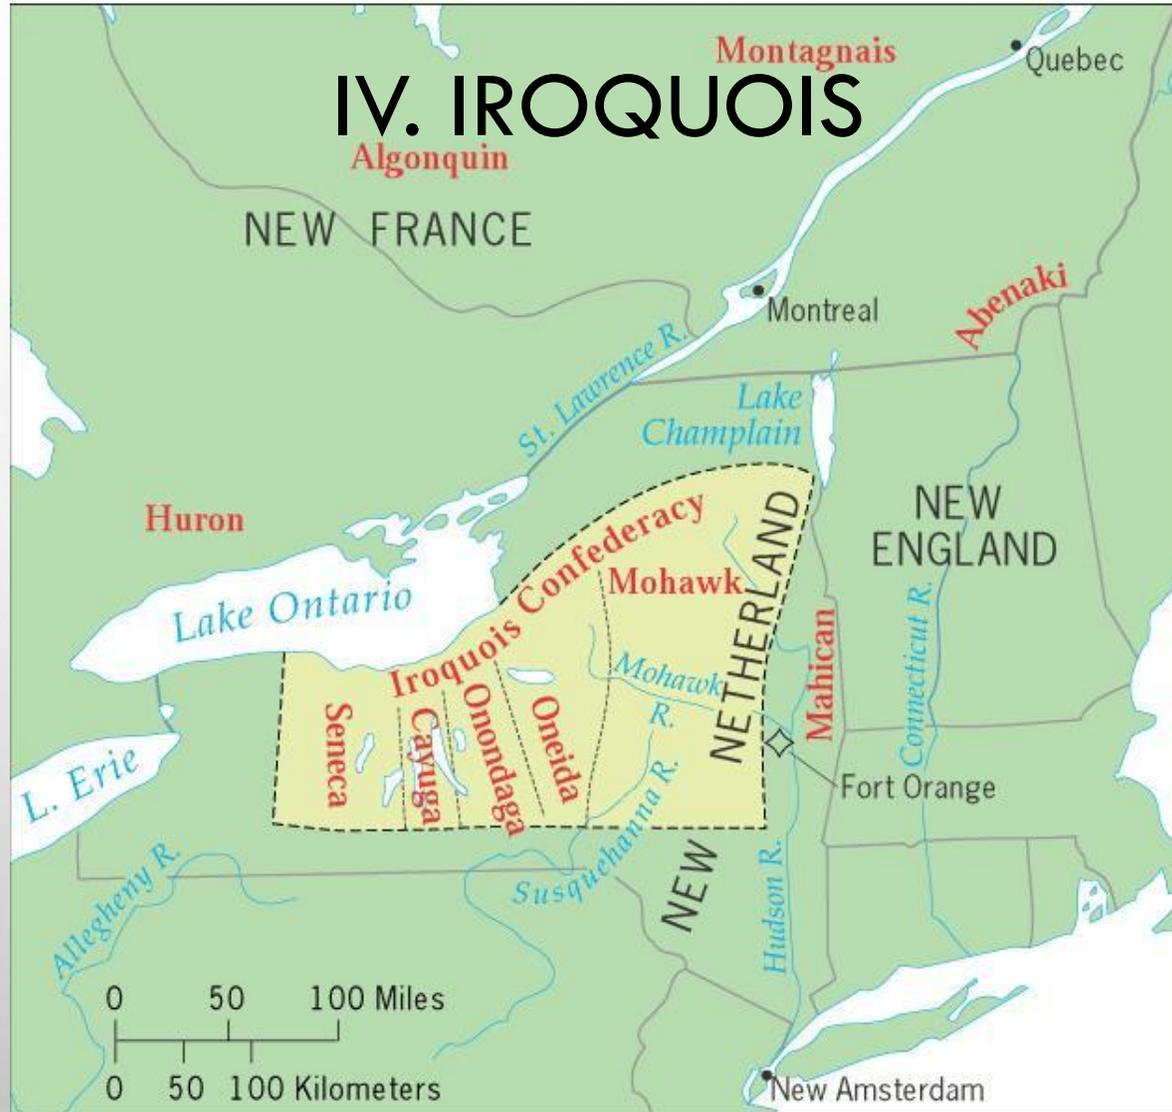 Montagnais
Quebec
IV. IROQUOIS
Algonquin
NEW FRANCE
Abenaki
Montreal
St. Lawrence R.
Lake
Champlain
Huron
NEW
ENGLAND
Iroquois Confederacy
Mohawk
Lake Ontario
NEW NETHERLAND
Mahican
Connecticut R.
Mohawk
R.
Seneca
Cayuga
Onondaga
Oneida
L. Erie
Fort Orange
Susquehanna R.
Hudson R.
Allegheny R.
0 50 100 Miles
0 50 100 Kilometers
New Amsterdam